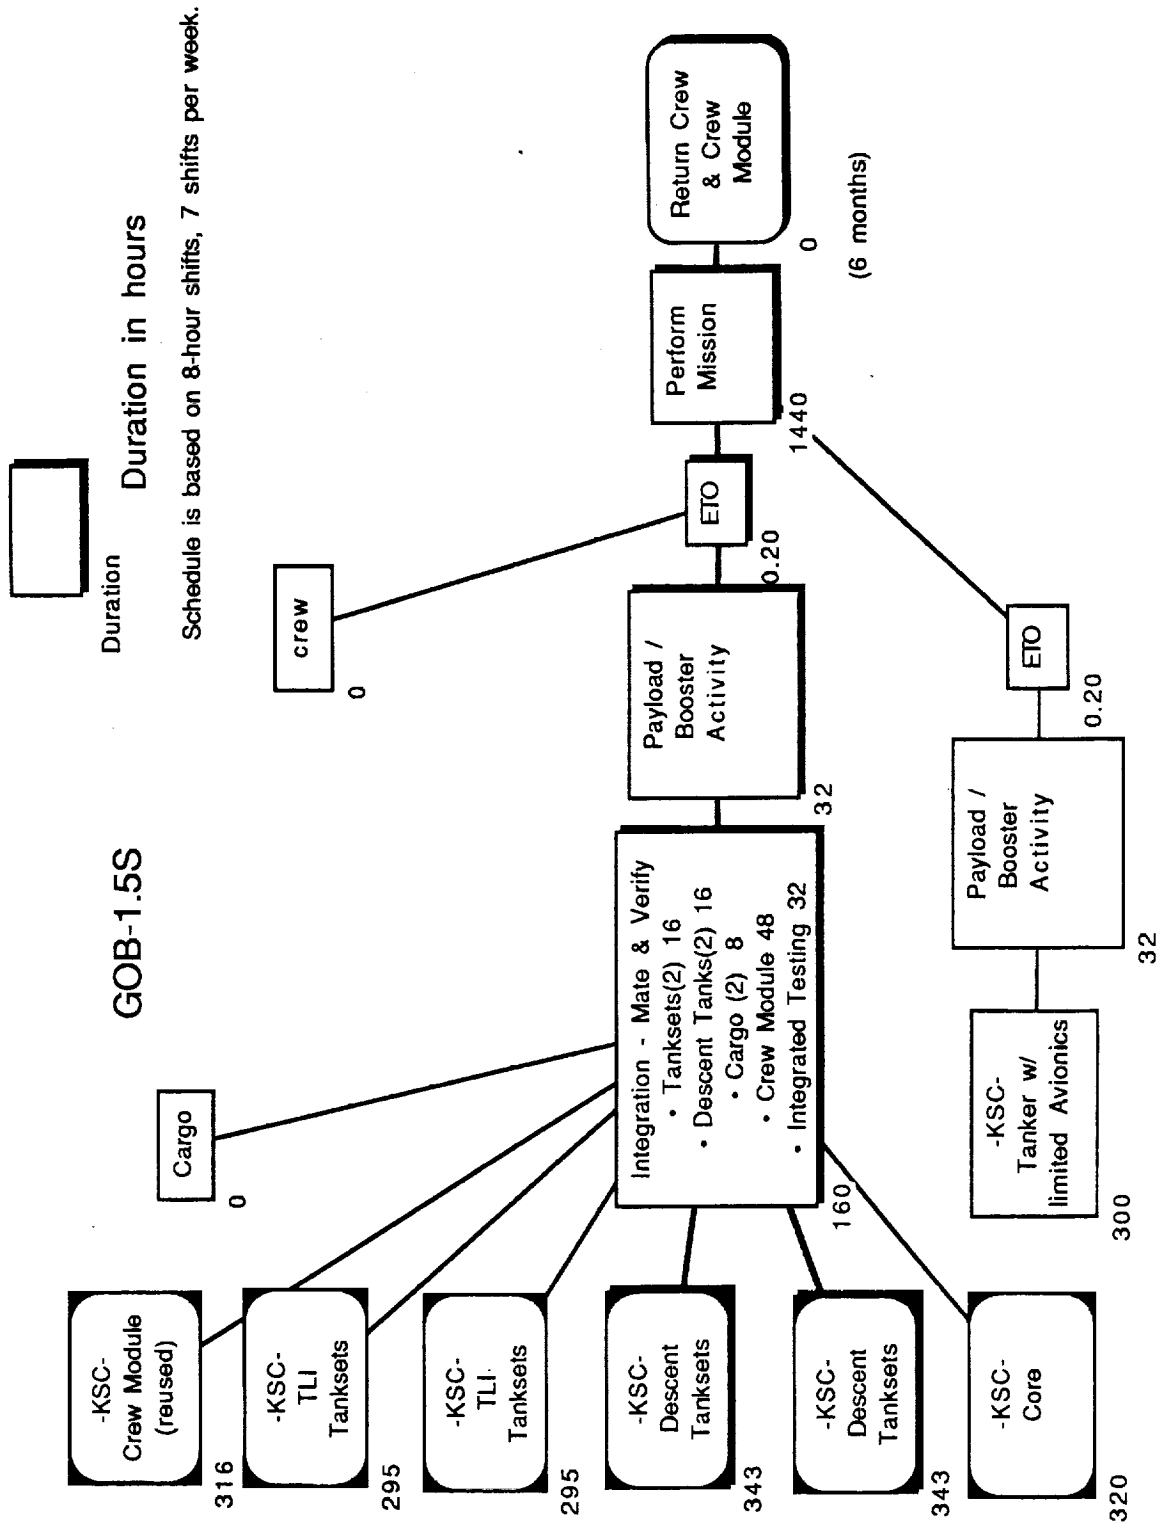 GOB-1.5S
Duration
Duration in hours
Schedule is based on 8-hour shifts, 7 shifts per week.
-KSC-
Crew Module
(reused)
316
-KSC-
TLI
Tanksets
295
-KSC-
TLI
Tanksets
295
-KSC-
Descent
Tanksets
343
-KSC-
Descent
Tanksets
343
-KSC-
Core
320
Cargo
0
Integration - Mate & Verify
• Tanksets(2) 16
• Descent Tanks(2) 16
• Cargo (2) 8
• Crew Module 48
• Integrated Testing 32
160
Payload /
Booster
Activity
32
crew
0
ETO
0.20
Perform
Mission
1440
Return Crew
& Crew
Module
0
(6 months)
-KSC-
Tanker w/
limited Avionics
300
Payload /
Booster
Activity
32
ETO
0.20